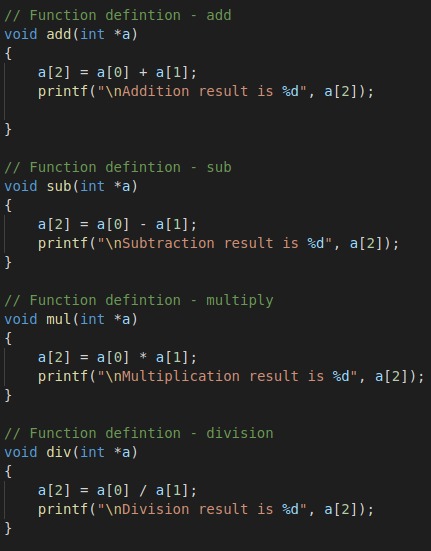 // Function defintion - add
void add(int *a)
{
    a[2] = a[0] + a[1];
    printf("\nAddition result is %d", a[2]);
}
// Function defintion - sub
void sub(int *a)
{
    a[2] = a[0] - a[1];
    printf("\nSubtraction result is %d", a[2]);
}
// Function defintion - multiply
void mul(int *a)
{
    a[2] = a[0] * a[1];
    printf("\nMultiplication result is %d", a[2]);
}
// Function defintion - division
void div(int *a)
{
    a[2] = a[0] / a[1];
    printf("\nDivision result is %d", a[2]);
}